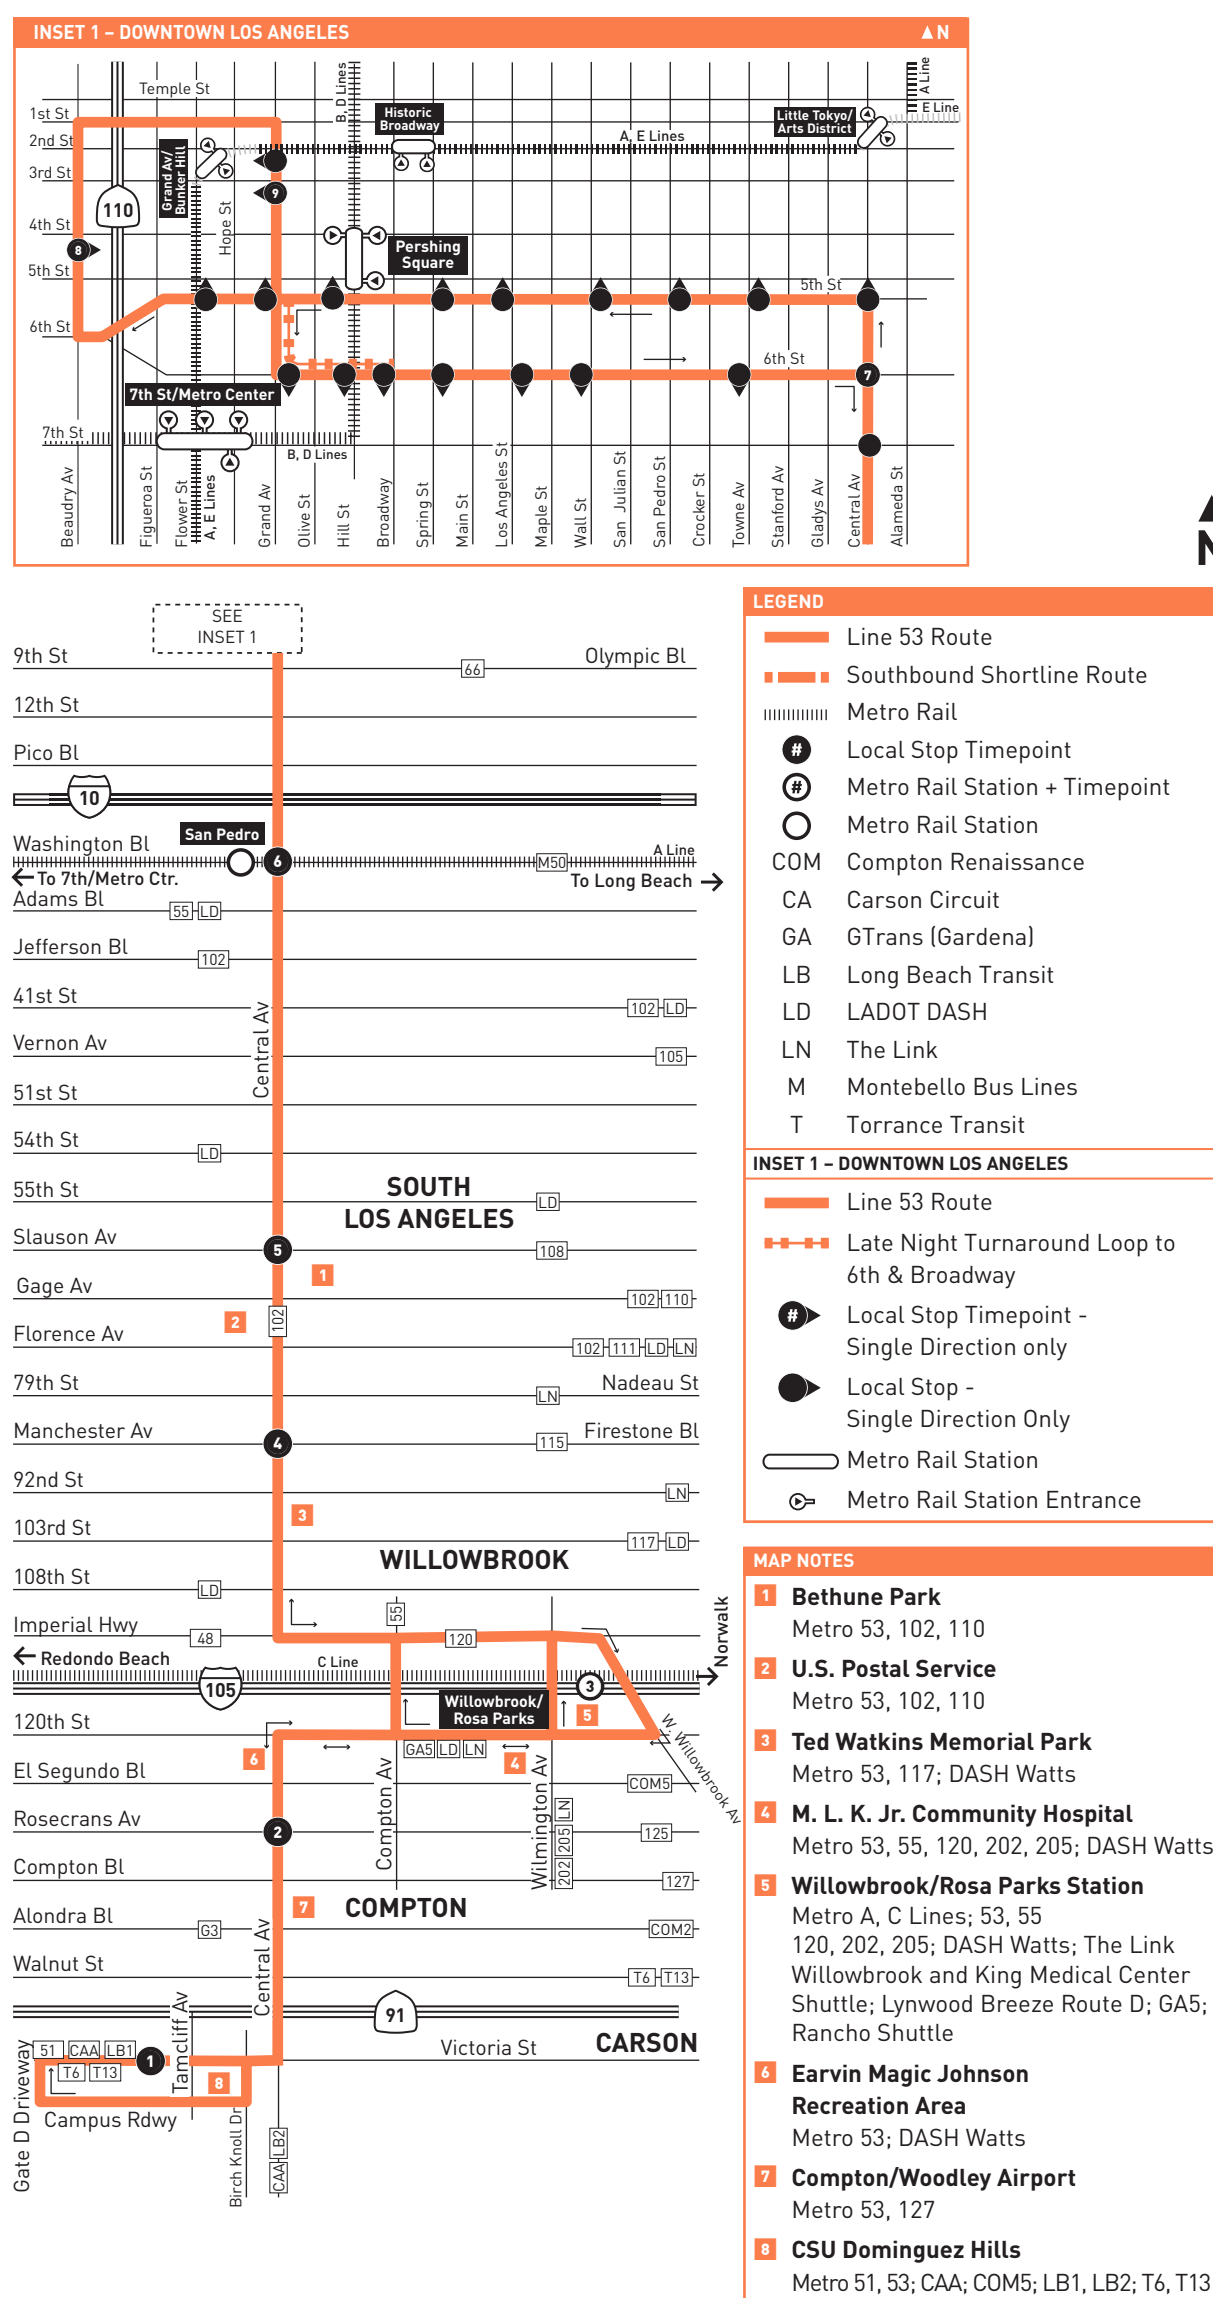 INSET 1 – DOWNTOWN LOS ANGELES
N
Temple St
1st St
2nd St
3rd St
4th St
5th St
6th St
7th St
110
8
9
7
Grand Av/
Bunker Hill
Hope St
B, D Lines
Historic
Broadway
A, E Lines
Little Tokyo/
Arts District
A Line
E Line
Pershing
Square
5th St
6th St
7th St/Metro Center
B, D Lines
A, E Lines
Beaudry Av
Figueroa St
Flower St
Grand Av
Olive St
Hill St
Broadway
Spring St
Main St
Los Angeles St
Maple St
Wall St
San Julian St
San Pedro St
Crocker St
Towne Av
Stanford Av
Gladys Av
Central Av
Alameda St
SEE
INSET 1
9th St
66
Olympic Bl
12th St
Pico Bl
10
Washington Bl
San Pedro
6
M50
A Line
To 7th/Metro Ctr.
To Long Beach
Adams Bl
55 LD
Jefferson Bl
102
41st St
102 LD
Central Av
Vernon Av
105
51st St
54th St
LD
55th St
LD
SOUTH
LOS ANGELES
Slauson Av
5
108
1
Gage Av
102 110
2
102
Florence Av
102 111 LD LN
79th St
LN
Nadeau St
Manchester Av
4
115
Firestone Bl
92nd St
LN
3
103rd St
117 LD
WILLOWBROOK
108th St
LD
Imperial Hwy
48
55
120
Norwalk
Redondo Beach
C Line
105
3
Willowbrook/
Rosa Parks
5
120th St
6
GA5 LD LN
4
W. Willowbrook Av
El Segundo Bl
COM5
Compton Av
Wilmington Av
LN
205
202
Rosecrans Av
2
125
Compton Bl
127
7
COMPTON
Alondra Bl
G3
COM2
Central Av
Walnut St
T6 T13
91
Tamcliff Av
Victoria St
CARSON
51 CAA LB1
T6 T13
1
8
Gate D Driveway
Campus Rdwy
Birch Knoll Dr
CAA LB2
LEGEND
Line 53 Route
Southbound Shortline Route
Metro Rail
# Local Stop Timepoint
# Metro Rail Station + Timepoint
Metro Rail Station
COM Compton Renaissance
CA Carson Circuit
GA GTrans (Gardena)
LB Long Beach Transit
LD LADOT DASH
LN The Link
M Montebello Bus Lines
T Torrance Transit
INSET 1 – DOWNTOWN LOS ANGELES
Line 53 Route
Late Night Turnaround Loop to
6th & Broadway
# Local Stop Timepoint -
Single Direction only
Local Stop -
Single Direction Only
Metro Rail Station
Metro Rail Station Entrance
MAP NOTES
1 Bethune Park
Metro 53, 102, 110
2 U.S. Postal Service
Metro 53, 102, 110
3 Ted Watkins Memorial Park
Metro 53, 117; DASH Watts
4 M. L. K. Jr. Community Hospital
Metro 53, 55, 120, 202, 205; DASH Watts
5 Willowbrook/Rosa Parks Station
Metro A, C Lines; 53, 55
120, 202, 205; DASH Watts; The Link
Willowbrook and King Medical Center
Shuttle; Lynwood Breeze Route D; GA5;
Rancho Shuttle
6 Earvin Magic Johnson
Recreation Area
Metro 53; DASH Watts
7 Compton/Woodley Airport
Metro 53, 127
8 CSU Dominguez Hills
Metro 51, 53; CAA; COM5; LB1, LB2; T6, T13